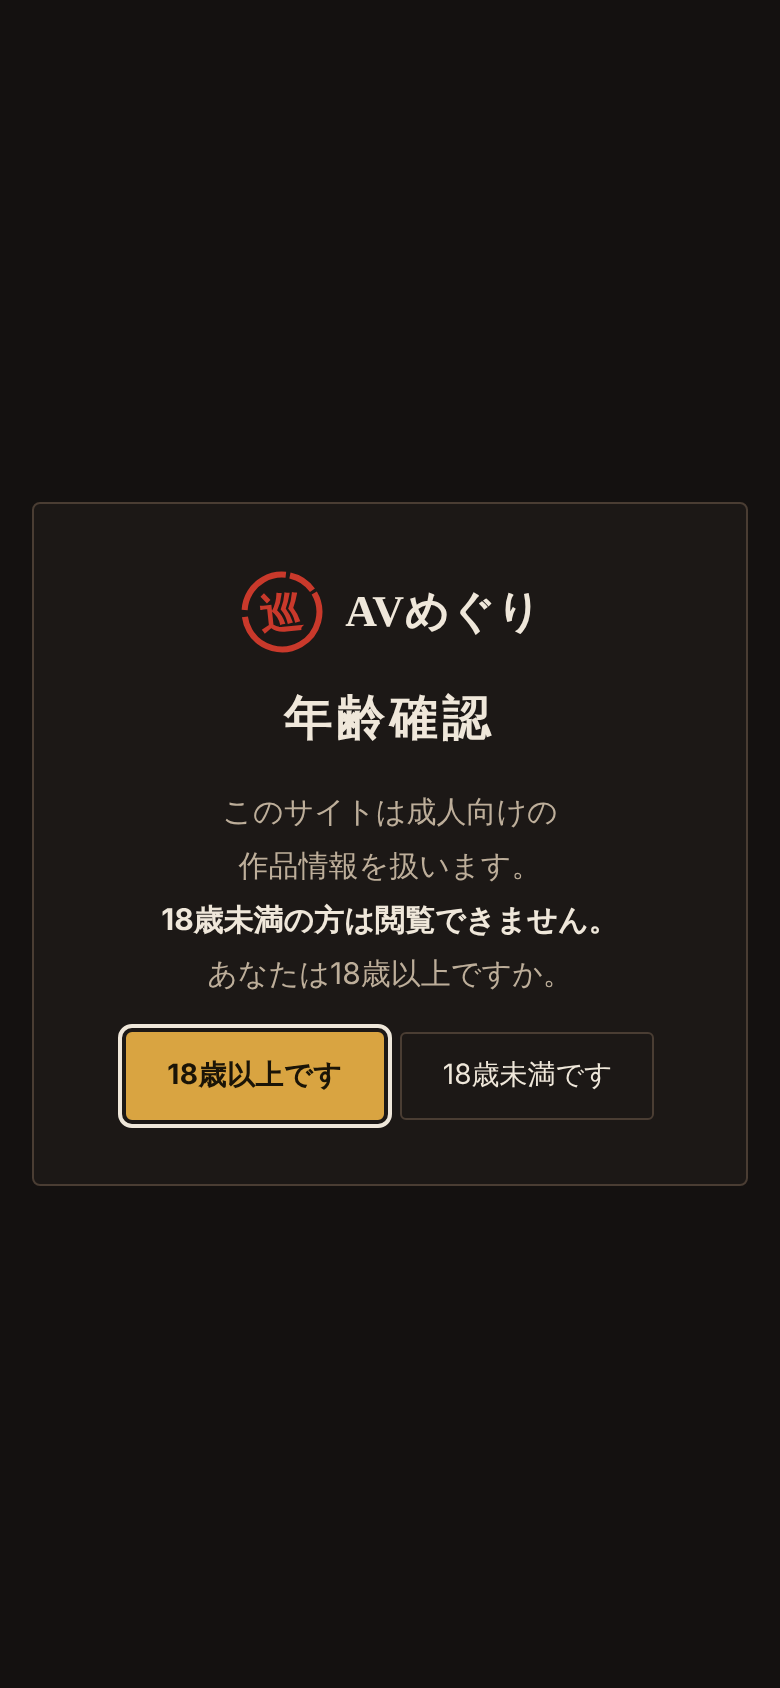 巡 AVめぐり
年齢確認
このサイトは成人向けの
作品情報を扱います。
18歳未満の方は閲覧できません。
あなたは18歳以上ですか。
18歳以上です 18歳未満です